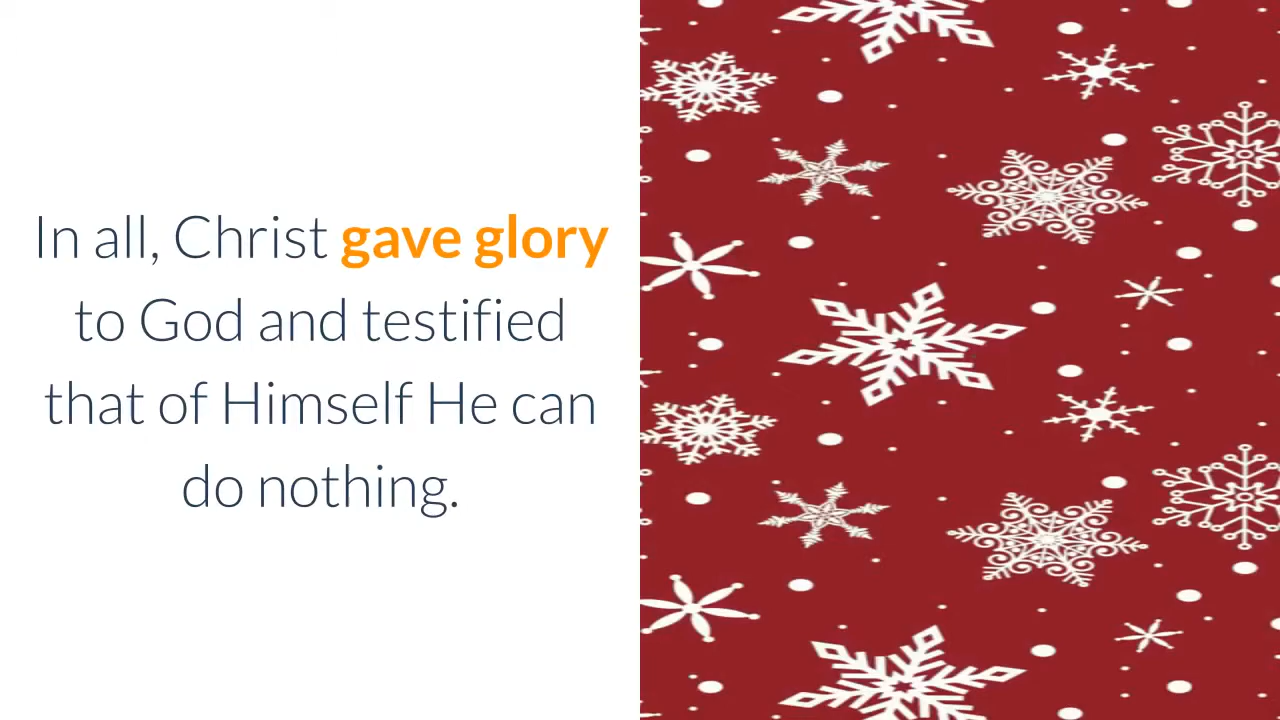 In all, Christ gave glory
to God and testified
that of Himself He can
do nothing.